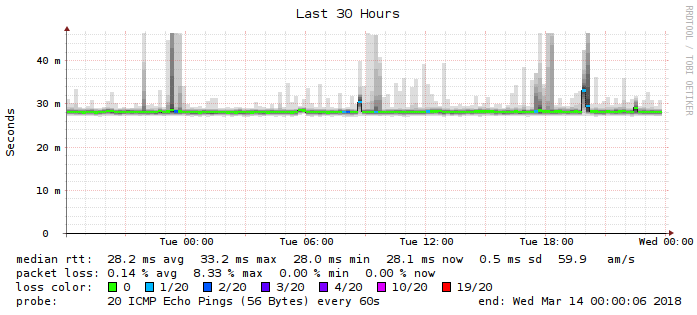 Last 30 Hours
RRDTOOL / TOBI OETIKER
Seconds
40 m
30 m
20 m
10 m
0
Tue 00:00 Tue 06:00 Tue 12:00 Tue 18:00 Wed 00:00
median rtt: 28.2 ms avg 33.2 ms max 28.0 ms min 28.1 ms now 0.5 ms sd 59.9 am/s
packet loss: 0.14 % avg 8.33 % max 0.00 % min 0.00 % now
loss color: 0 1/20 2/20 3/20 4/20 10/20 19/20
probe: 20 ICMP Echo Pings (56 Bytes) every 60s end: Wed Mar 14 00:00:06 2018